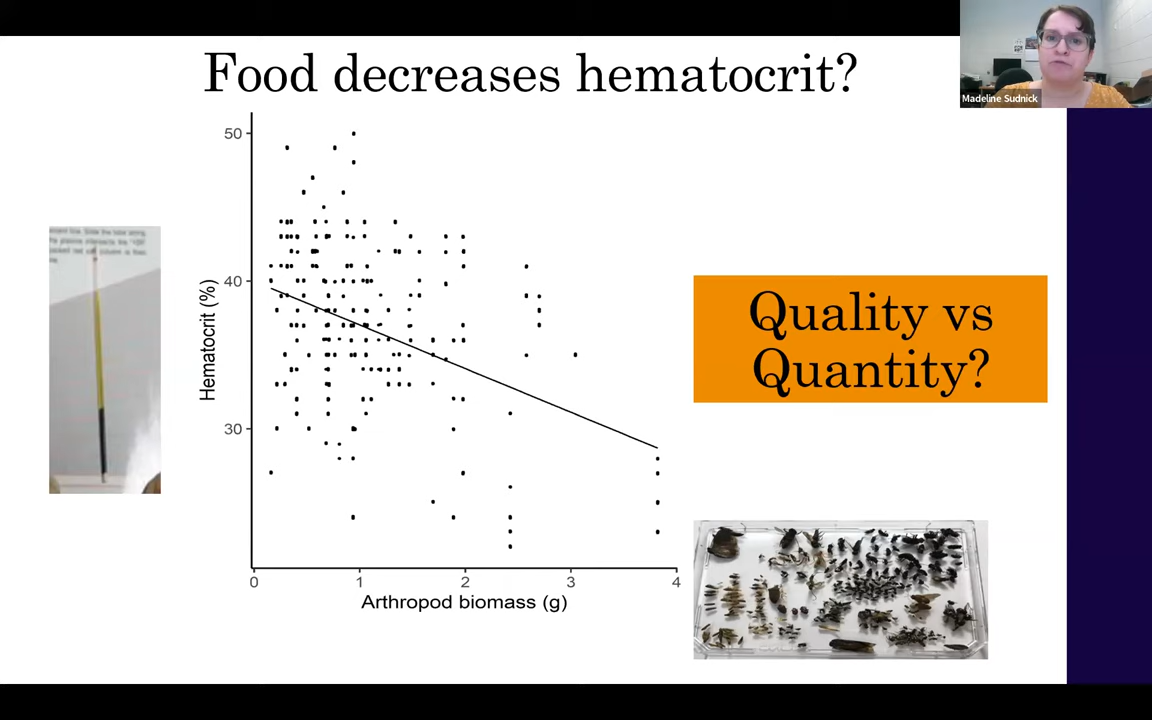 Food decreases hematocrit?
Madeline Sudnick
50
40
30
Hematocrit (%)
0 1 2 3 4
Arthropod biomass (g)
Quality vs
Quantity?